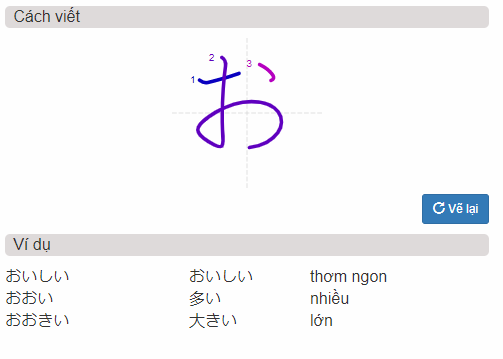 Cách viết
1 2 3
お
Vẽ lại
Ví dụ
おいしい おいしい thơm ngon
おおい 多い nhiều
おおきい 大きい lớn